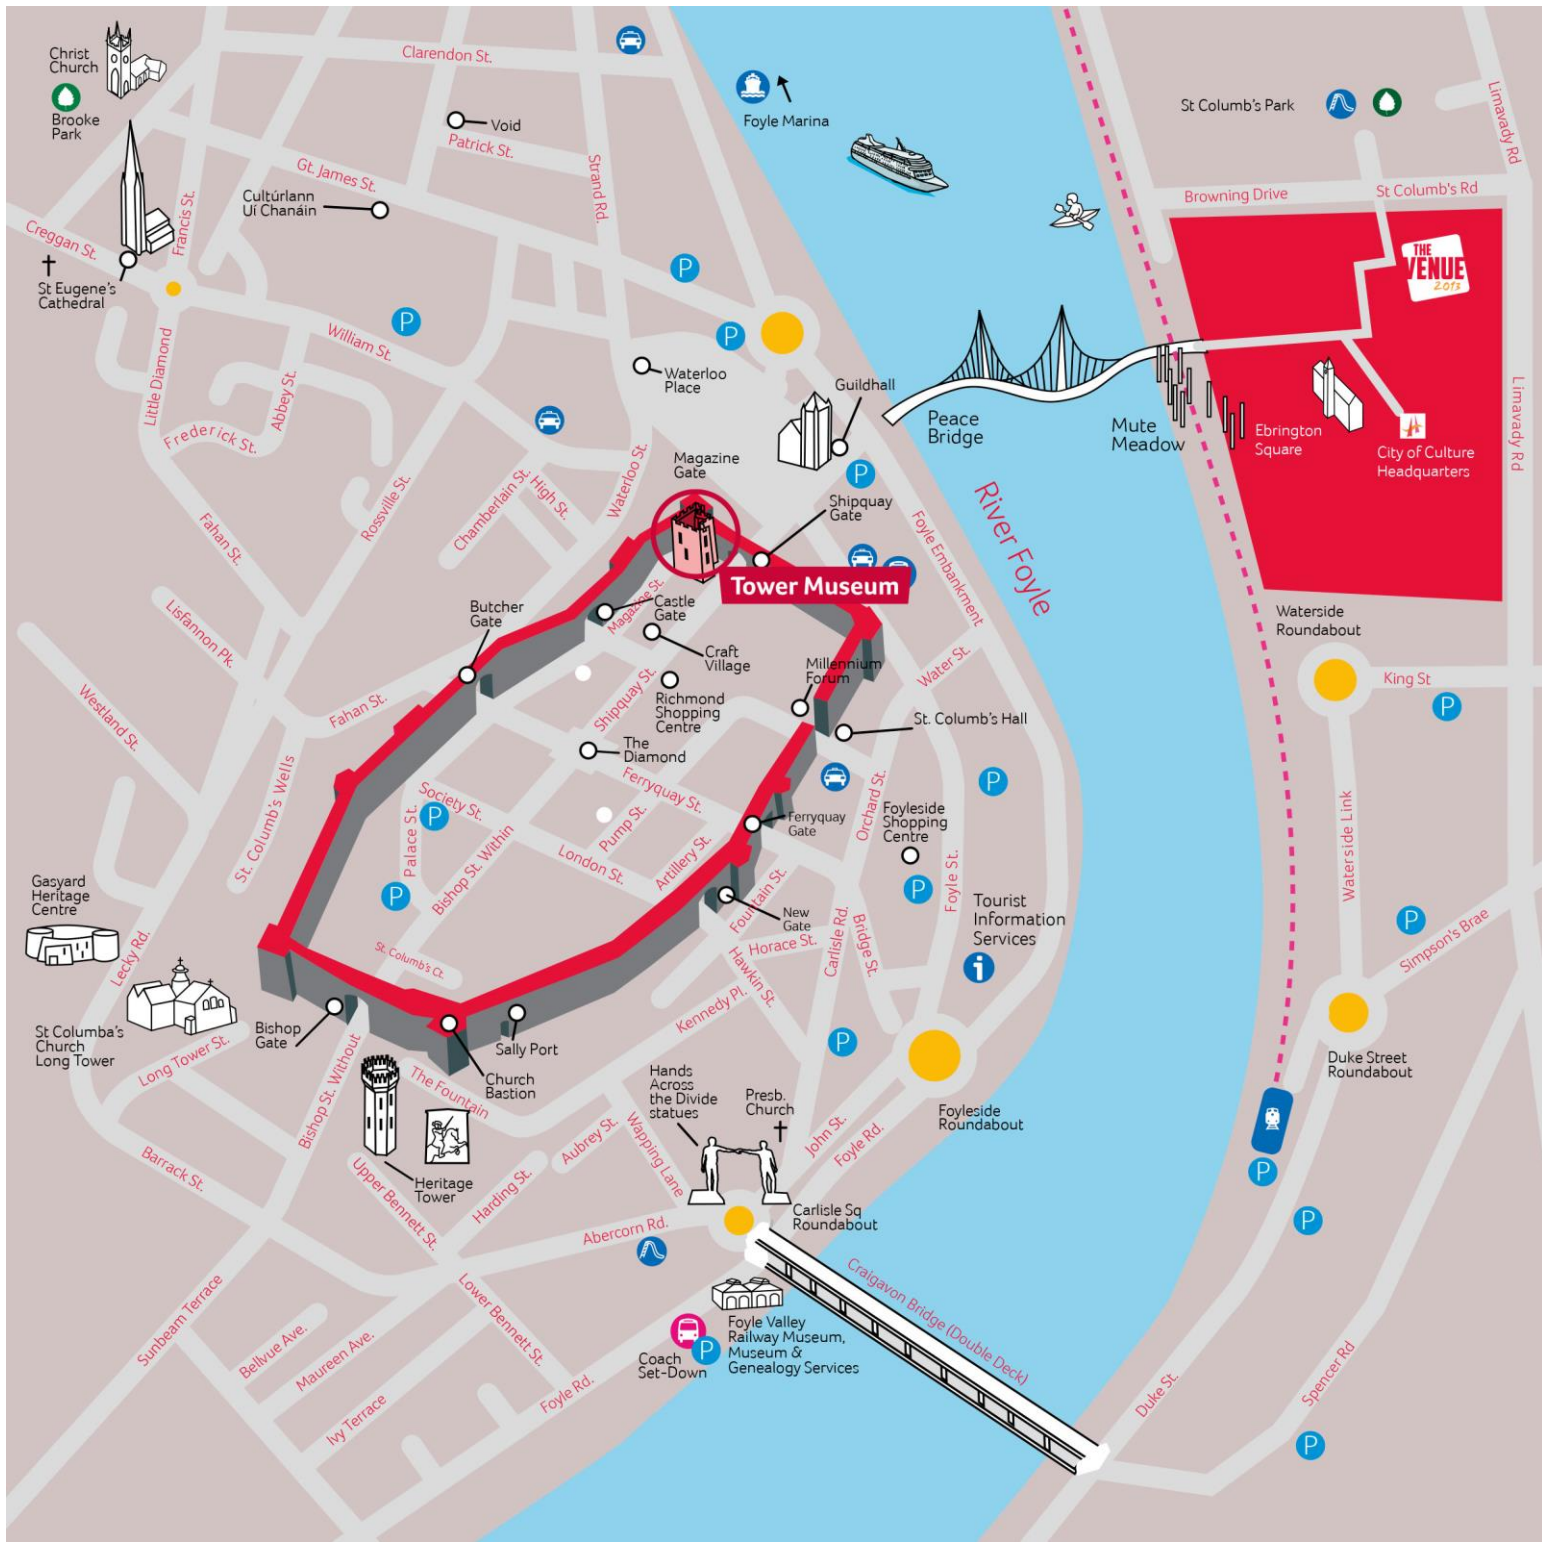 Christ
Church
Brooke
Park
Clarendon St.
Void
Patrick St.
Gt. James St.
Cultúrlann
Uí Chanáin
Strand Rd.
Francis St.
Creggan St.
St Eugene's
Cathedral
Foyle Marina
St Columb's Park
Limavady Rd
Browning Drive
St Columb's Rd
THE
VENUE
2013
P
P
P
William St.
Little Diamond
Abbey St.
Frederick St.
Waterloo
Place
Guildhall
Peace
Bridge
Mute
Meadow
Ebrington
Square
City of Culture
Headquarters
Limavady Rd
Magazine
Gate
Waterloo St.
P
Shipquay
Gate
Chamberlain St.
High St.
Rossville St.
Fahan St.
Foyle Embankment
River Foyle
Tower Museum
Lisfannon Pk.
Butcher
Gate
Magazine St.
Castle
Gate
Craft
Village
Millennium
Forum
Water St.
Waterside
Roundabout
King St
P
Westland St.
Fahan St.
Shipquay St.
Richmond
Shopping
Centre
St. Columb's Hall
The
Diamond
St. Columb's Wells
Society St.
P
Palace St.
Ferryquay St.
Pump St.
Ferryquay
Gate
Orchard St.
Foyleside
Shopping
Centre
P
Waterside Link
Bishop St. Within
London St.
Artillery St.
P
P
Foyle St.
Gasyard
Heritage
Centre
Fountain St.
New
Gate
Carlisle Rd.
Bridge St.
Tourist
Information
Services
i
P
Simpson's Brae
Lecky Rd.
St. Columb's Ct.
Horace St.
Hawkin St.
Kennedy Pl.
St Columba's
Church
Long Tower
Bishop
Gate
Sally Port
P
Long Tower St.
Bishop St. Without
The Fountain
Church
Bastion
Hands
Across
the Divide
statues
Presb.
Church
Foyleside
Roundabout
Duke Street
Roundabout
Barrack St.
Upper Bennett St.
Heritage
Tower
Aubrey St.
Wapping Lane
John St.
Foyle Rd.
P
Harding St.
Abercorn Rd.
Carlisle Sq
Roundabout
P
Sunbeam Terrace
Lower Bennett St.
Craigavon Bridge (Double Deck)
Bellvue Ave.
Maureen Ave.
Ivy Terrace
Foyle Rd.
P
Coach
Set-Down
Foyle Valley
Railway Museum,
Museum &
Genealogy Services
Duke St.
Spencer Rd
P